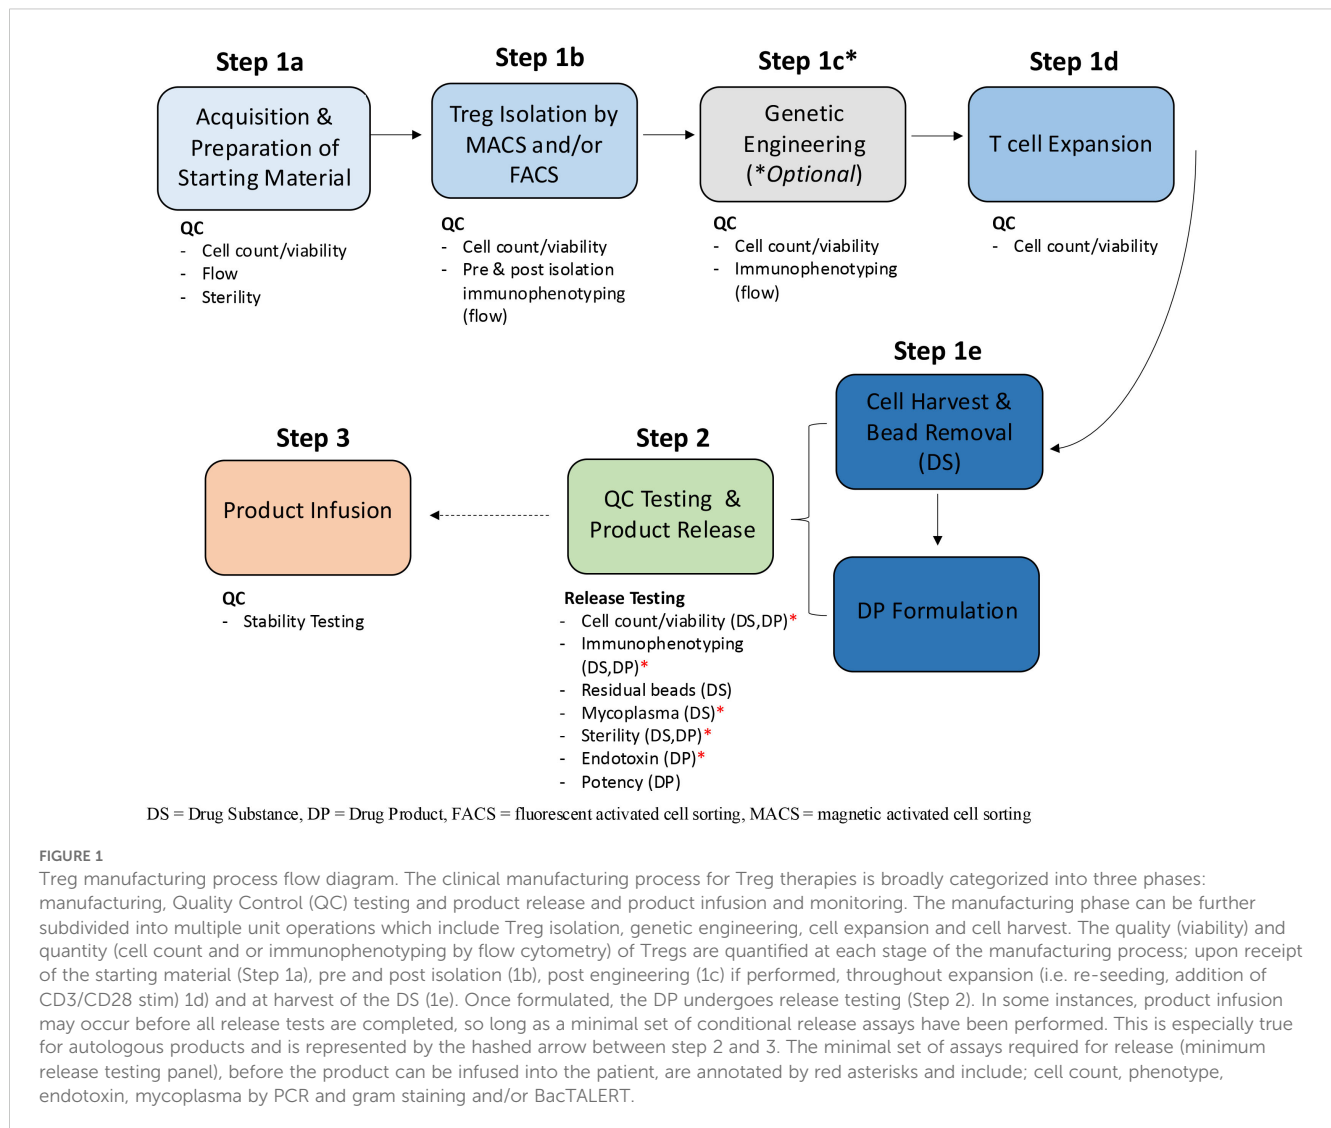 Step 1a
Acquisition &
Preparation of
Starting Material
QC
- Cell count/viability
- Flow
- Sterility
Step 1b
Treg Isolation by
MACS and/or
FACS
QC
- Cell count/viability
- Pre & post isolation
immunophenotyping
(flow)
Step 1c*
Genetic
Engineering
(*Optional)
QC
- Cell count/viability
- Immunophenotyping
(flow)
Step 1d
T cell Expansion
QC
- Cell count/viability
Step 1e
Cell Harvest &
Bead Removal
(DS)
DP Formulation
Step 2
QC Testing &
Product Release
Release Testing
- Cell count/viability (DS,DP)*
- Immunophenotyping
(DS,DP)*
- Residual beads (DS)
- Mycoplasma (DS)*
- Sterility (DS,DP)*
- Endotoxin (DP)*
- Potency (DP)
Step 3
Product Infusion
QC
- Stability Testing
DS = Drug Substance, DP = Drug Product, FACS = fluorescent activated cell sorting, MACS = magnetic activated cell sorting
FIGURE 1
Treg manufacturing process flow diagram. The clinical manufacturing process for Treg therapies is broadly categorized into three phases:
manufacturing, Quality Control (QC) testing and product release and product infusion and monitoring. The manufacturing phase can be further
subdivided into multiple unit operations which include Treg isolation, genetic engineering, cell expansion and cell harvest. The quality (viability) and
quantity (cell count and or immunophenotyping by flow cytometry) of Tregs are quantified at each stage of the manufacturing process; upon receipt
of the starting material (Step 1a), pre and post isolation (1b), post engineering (1c) if performed, throughout expansion (i.e. re-seeding, addition of
CD3/CD28 stim) 1d) and at harvest of the DS (1e). Once formulated, the DP undergoes release testing (Step 2). In some instances, product infusion
may occur before all release tests are completed, so long as a minimal set of conditional release assays have been performed. This is especially true
for autologous products and is represented by the hashed arrow between step 2 and 3. The minimal set of assays required for release (minimum
release testing panel), before the product can be infused into the patient, are annotated by red asterisks and include; cell count, phenotype,
endotoxin, mycoplasma by PCR and gram staining and/or BacTALERT.